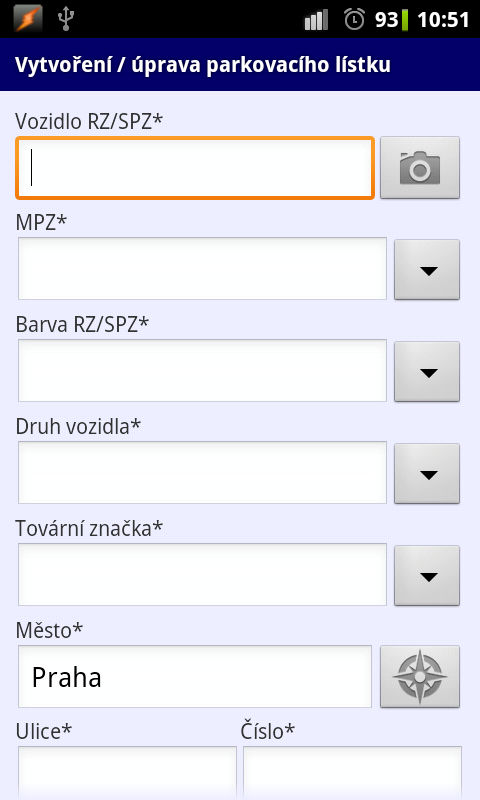 93 10:51
Vytvoření / úprava parkovacího lístku
Vozidlo RZ/SPZ*
MPZ*
Barva RZ/SPZ*
Druh vozidla*
Tovární značka*
Město*
Praha
Ulice* Číslo*